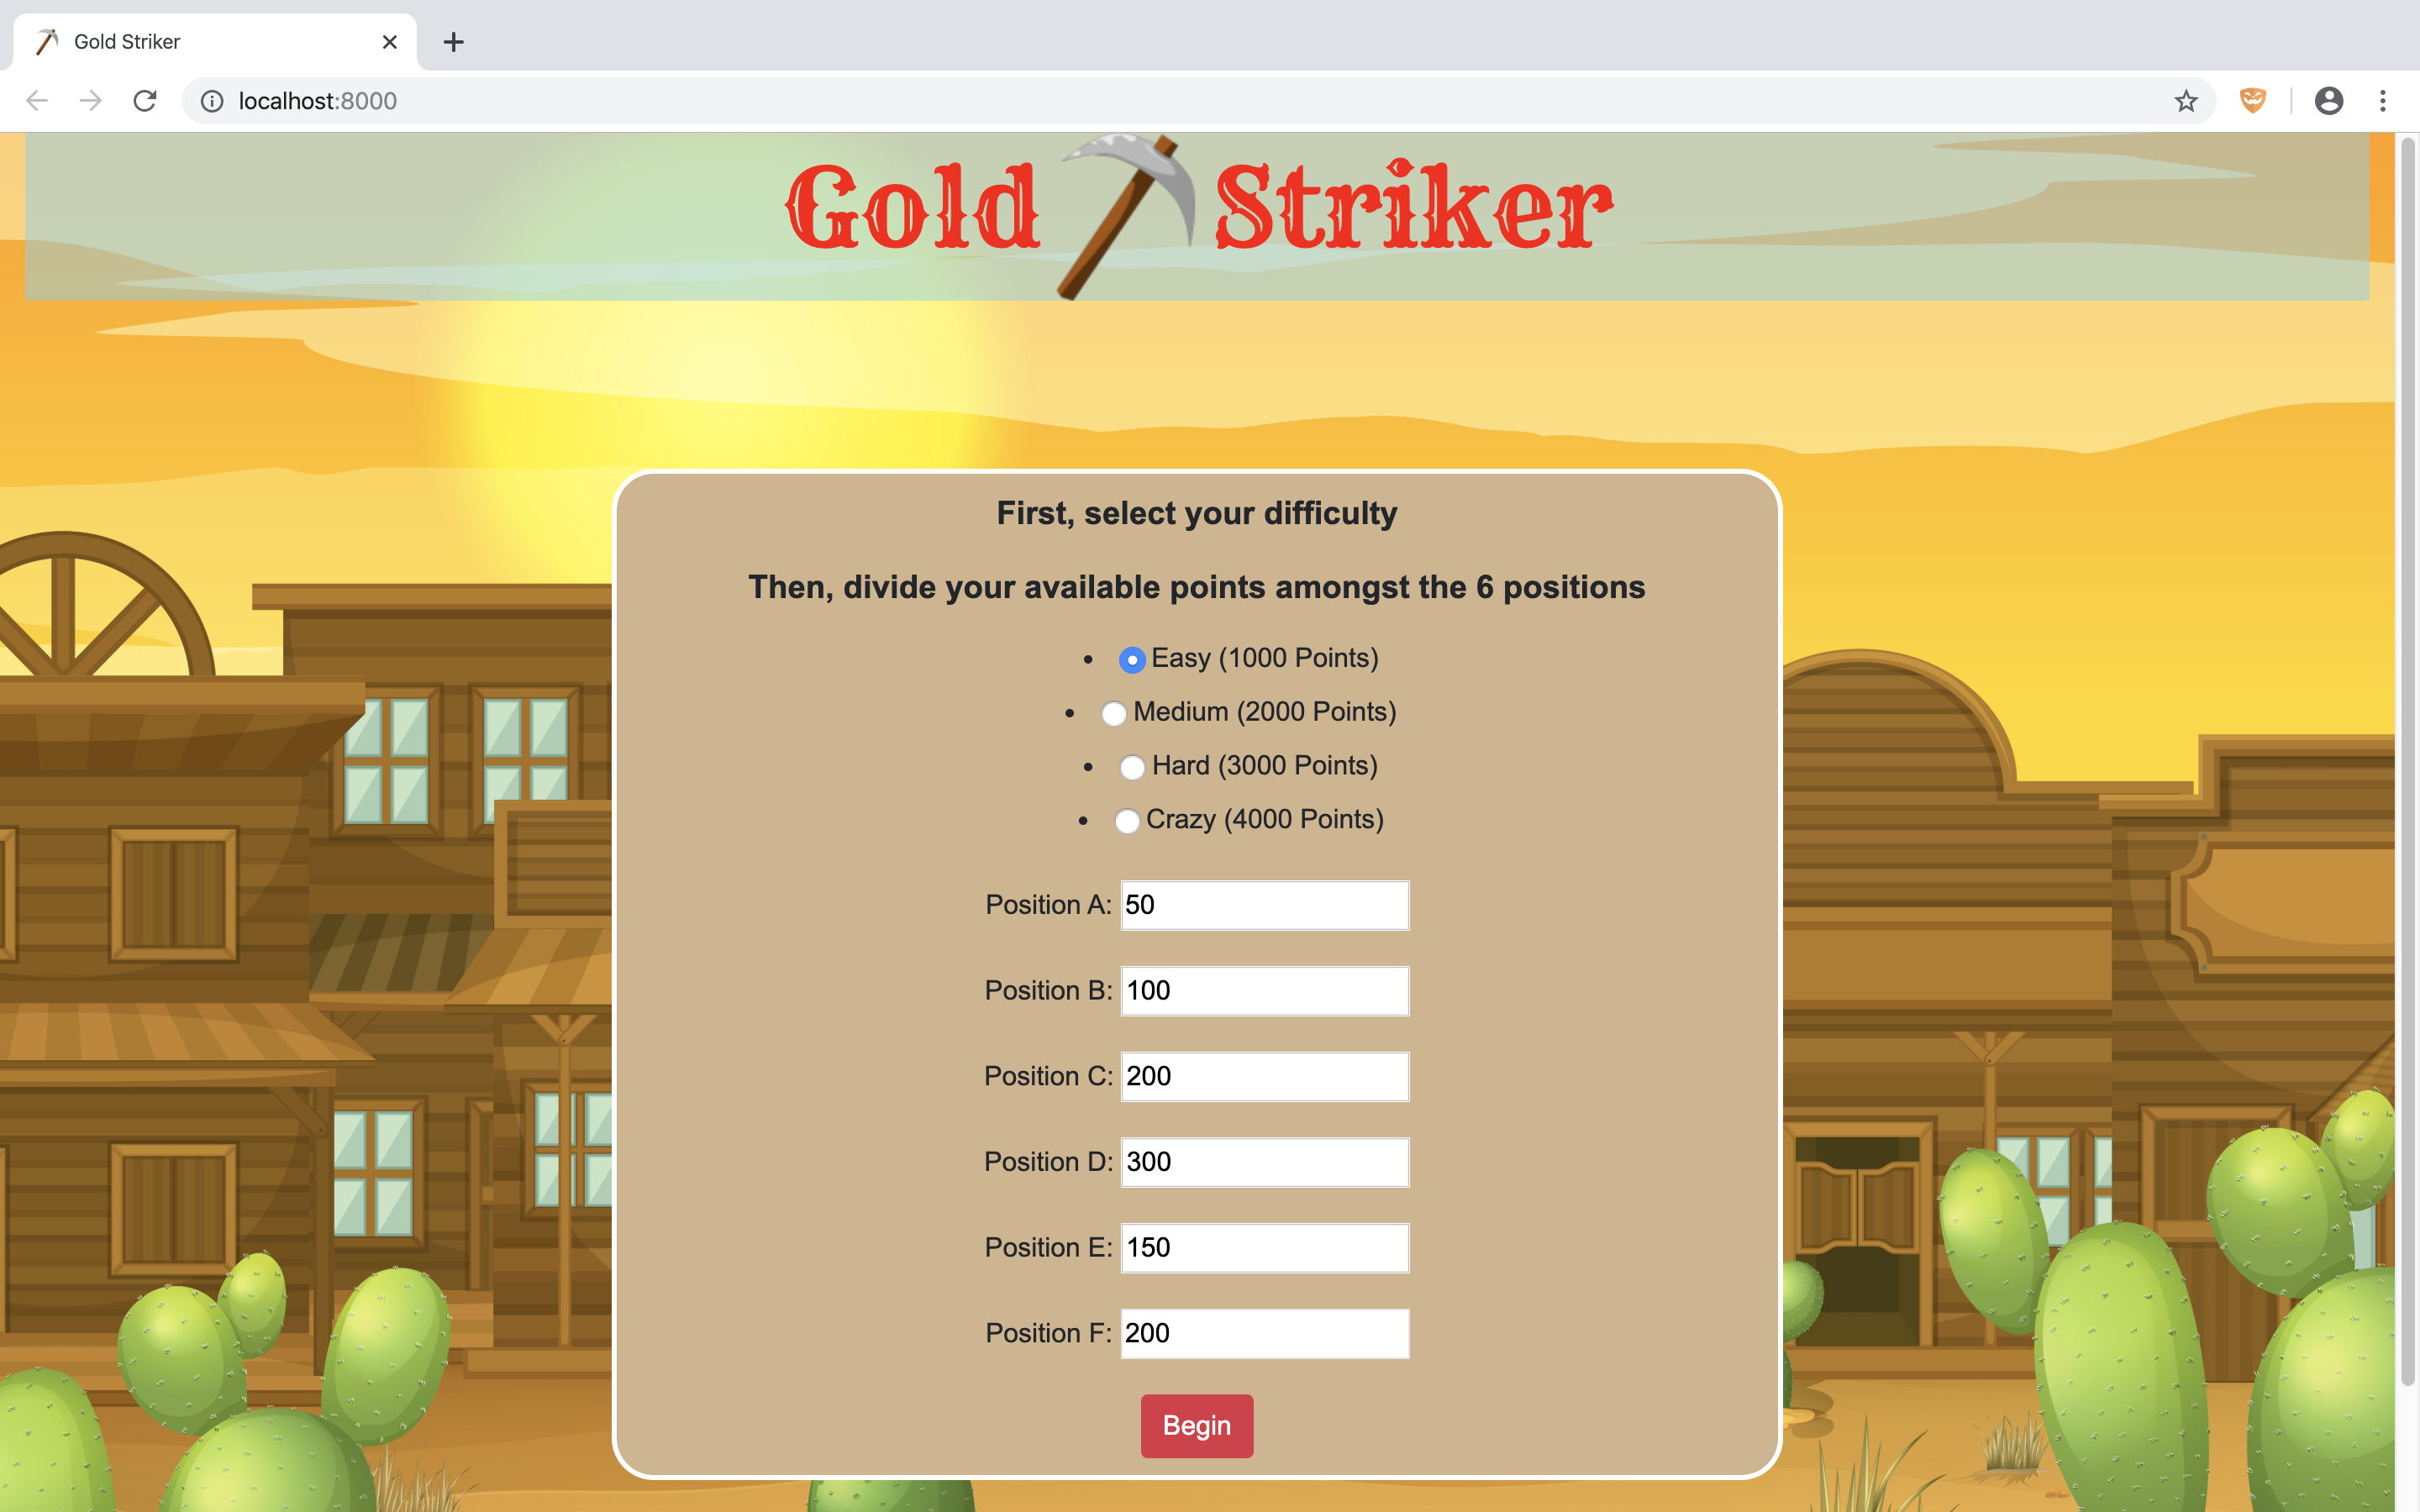 Gold Striker
localhost:8000
Gold Striker
First, select your difficulty
Then, divide your available points amongst the 6 positions
Easy (1000 Points)
Medium (2000 Points)
Hard (3000 Points)
Crazy (4000 Points)
Position A: 50
Position B: 100
Position C: 200
Position D: 300
Position E: 150
Position F: 200
Begin